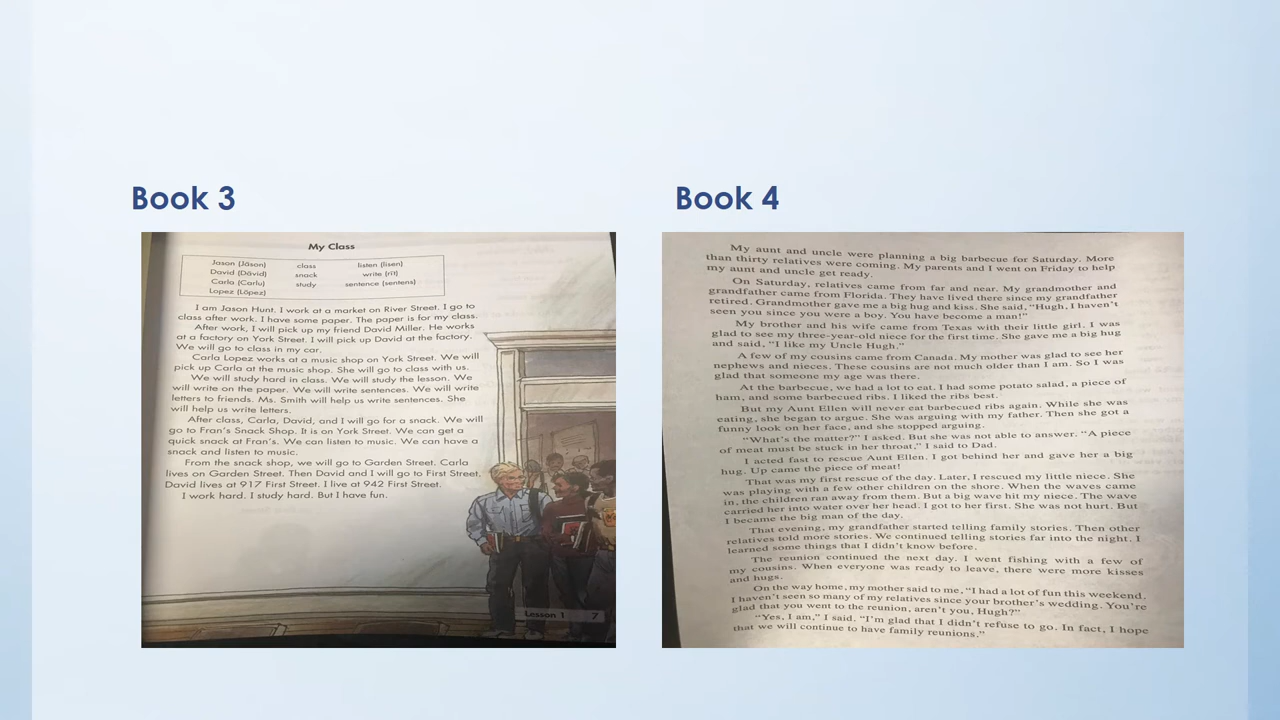 Book 3
My Class
Jason (Jāson) class listen (lisen)
David (Dāvid) snack write (rīt)
Carla (Carlu) study sentence (sentens)
Lopez (Lōpez)
I am Jason Hunt. I work at a market on River Street. I go to
class after work. I have some paper. The paper is for my class.
After work, I will pick up my friend David Miller. He works
at a factory on York Street. I will pick up David at the factory.
We will go to class in my car.
Carla Lopez works at a music shop on York Street. We will
pick up Carla at the music shop. She will go to class with us.
We will study hard in class. We will study the lesson. We
will write on the paper. We will write sentences. We will write
letters to friends. Ms. Smith will help us write sentences. She
will help us write letters.
After class, Carla, David, and I will go for a snack. We will
go to Fran's Snack Shop. It is on York Street. We can get a
quick snack at Fran's. We can listen to music. We can have a
snack and listen to music.
From the snack shop, we will go to Garden Street. Carla
lives on Garden Street. Then David and I will go to First Street.
David lives at 917 First Street. I live at 942 First Street.
I work hard. I study hard. But I have fun.
Lesson 1 7
Book 4
My aunt and uncle were planning a big barbecue for Saturday. More
than thirty relatives were coming. My parents and I went on Friday to help
my aunt and uncle get ready.
On Saturday, relatives came from far and near. My grandmother and
grandfather came from Florida. They have lived there since my grandfather
retired. Grandmother gave me a big hug and kiss. She said, "Hugh, I haven't
seen you since you were a boy. You have become a man!"
My brother and his wife came from Texas with their little girl. I was
glad to see my three-year-old niece for the first time. She gave me a big hug
and said, "I like my Uncle Hugh."
A few of my cousins came from Canada. My mother was glad to see her
nephews and nieces. These cousins are not much older than I am. So I was
glad that someone my age was there.
At the barbecue, we had a lot to eat. I had some potato salad, a piece of
ham, and some barbecued ribs. I liked the ribs best.
But my Aunt Ellen will never eat barbecued ribs again. While she was
eating, she began to argue. She was arguing with my father. Then she got a
funny look on her face, and she stopped arguing.
"What's the matter?" I asked. But she was not able to answer. "A piece
of meat must be stuck in her throat," I said to Dad.
I acted fast to rescue Aunt Ellen. I got behind her and gave her a big
hug. Up came the piece of meat!
That was my first rescue of the day. Later, I rescued my little niece. She
was playing with a few other children on the shore. When the waves came
in, the children ran away from them. But a big wave hit my niece. The wave
carried her into water over her head. I got to her first. She was not hurt. But
I became the big man of the day.
That evening, my grandfather started telling family stories. Then other
relatives told more stories. We continued telling stories far into the night. I
learned some things that I didn't know before.
The reunion continued the next day. I went fishing with a few of
my cousins. When everyone was ready to leave, there were more kisses
and hugs.
On the way home, my mother said to me, "I had a lot of fun this weekend.
I haven't seen so many of my relatives since your brother's wedding. You're
glad that you went to the reunion, aren't you, Hugh?"
"Yes, I am," I said. "I'm glad that I didn't refuse to go. In fact, I hope
that we will continue to have family reunions."